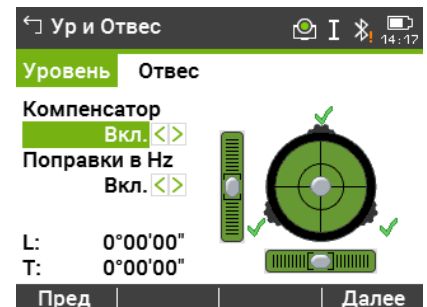 Ур и Отвес
14:17
Уровень Отвес
Компенсатор
Вкл.
Поправки в Hz
Вкл.
L: 0°00'00"
T: 0°00'00"
Пред Далее